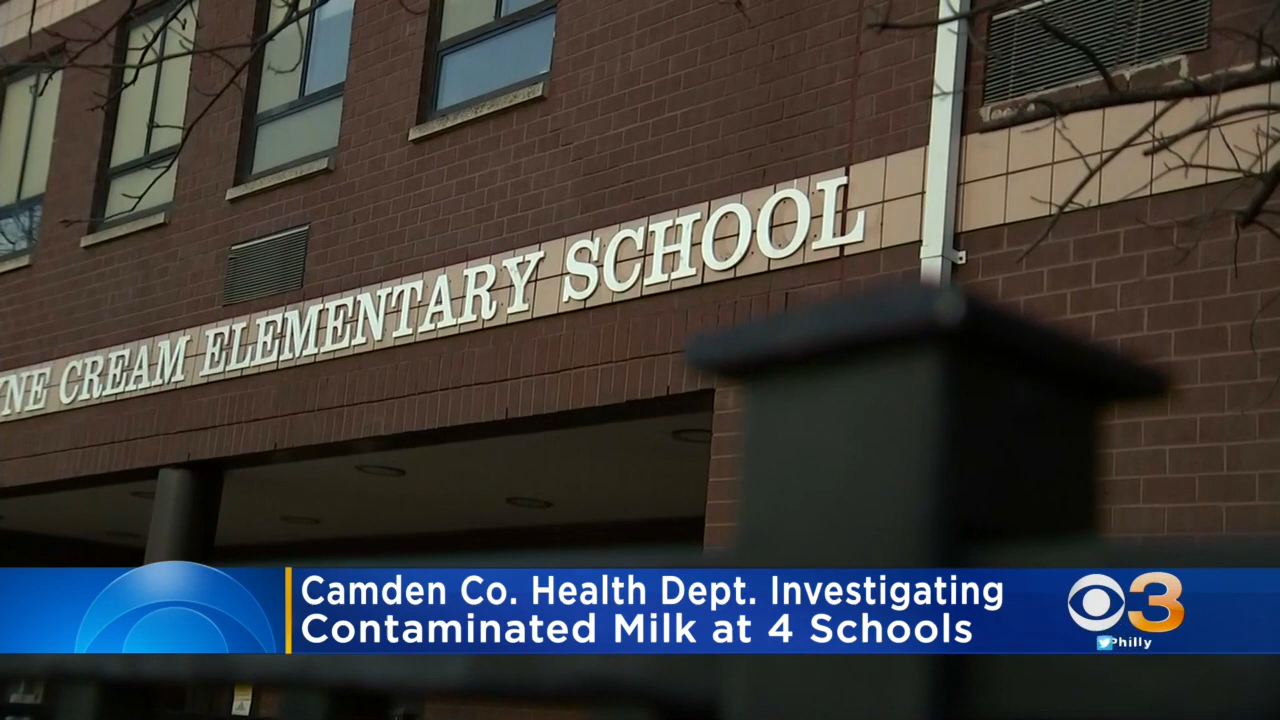 NE CREAM ELEMENTARY SCHOOL
Camden Co. Health Dept. Investigating
Contaminated Milk at 4 Schools
3
Philly